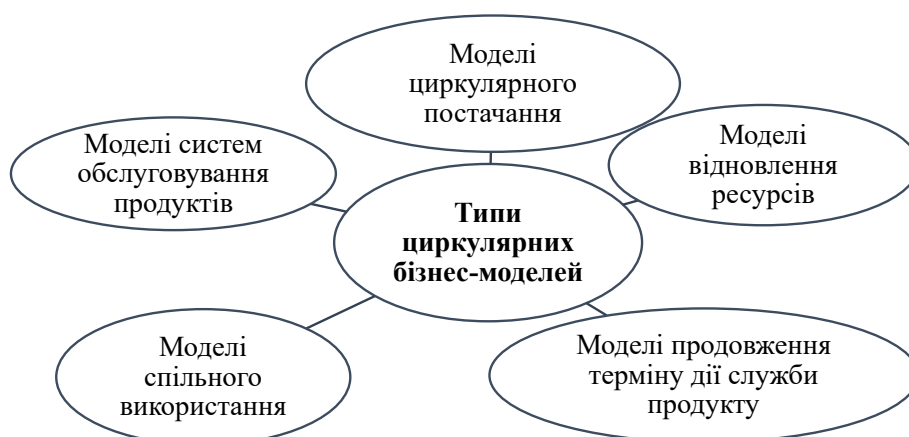 Моделі
циркулярного
постачання
Моделі систем
обслуговування
продуктів
Моделі
відновлення
ресурсів
Типи
циркулярних
бізнес-моделей
Моделі
спільного
використання
Моделі продовження
терміну дії служби
продукту